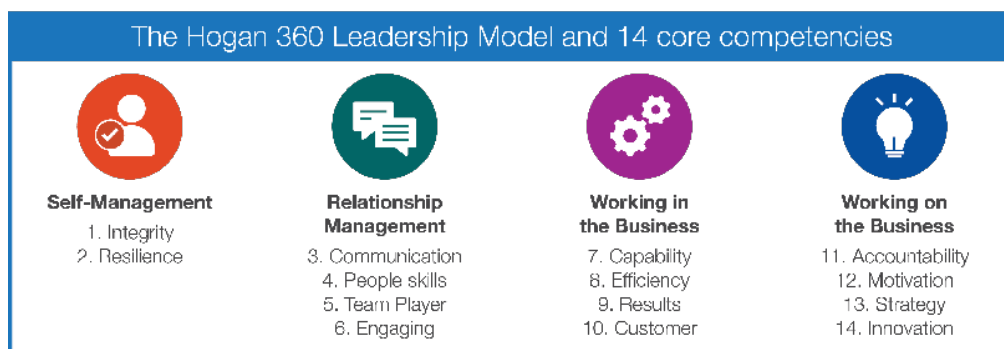 The Hogan 360 Leadership Model and 14 core competencies
Self-Management
1. Integrity
2. Resilience
Relationship
Management
3. Communication
4. People skills
5. Team Player
6. Engaging
Working in
the Business
7. Capability
8. Efficiency
9. Results
10. Customer
Working on
the Business
11. Accountability
12. Motivation
13. Strategy
14. Innovation